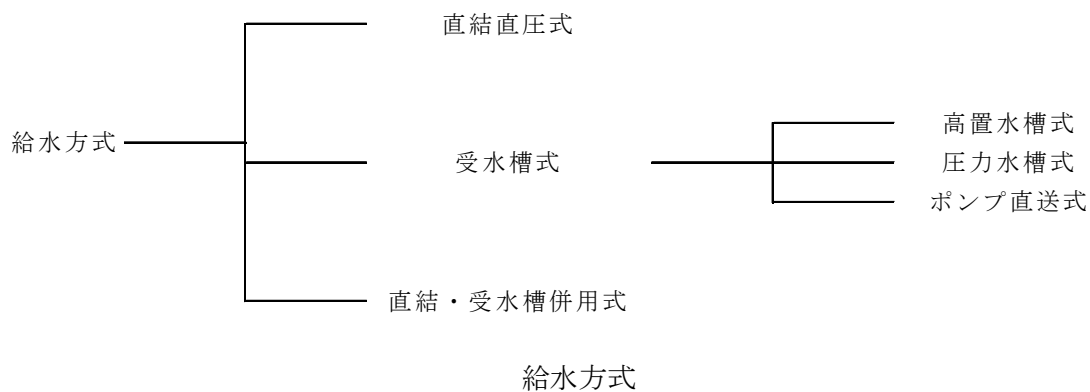 直結直圧式
給水方式
受水槽式
高置水槽式
圧力水槽式
ポンプ直送式
直結・受水槽併用式
給水方式